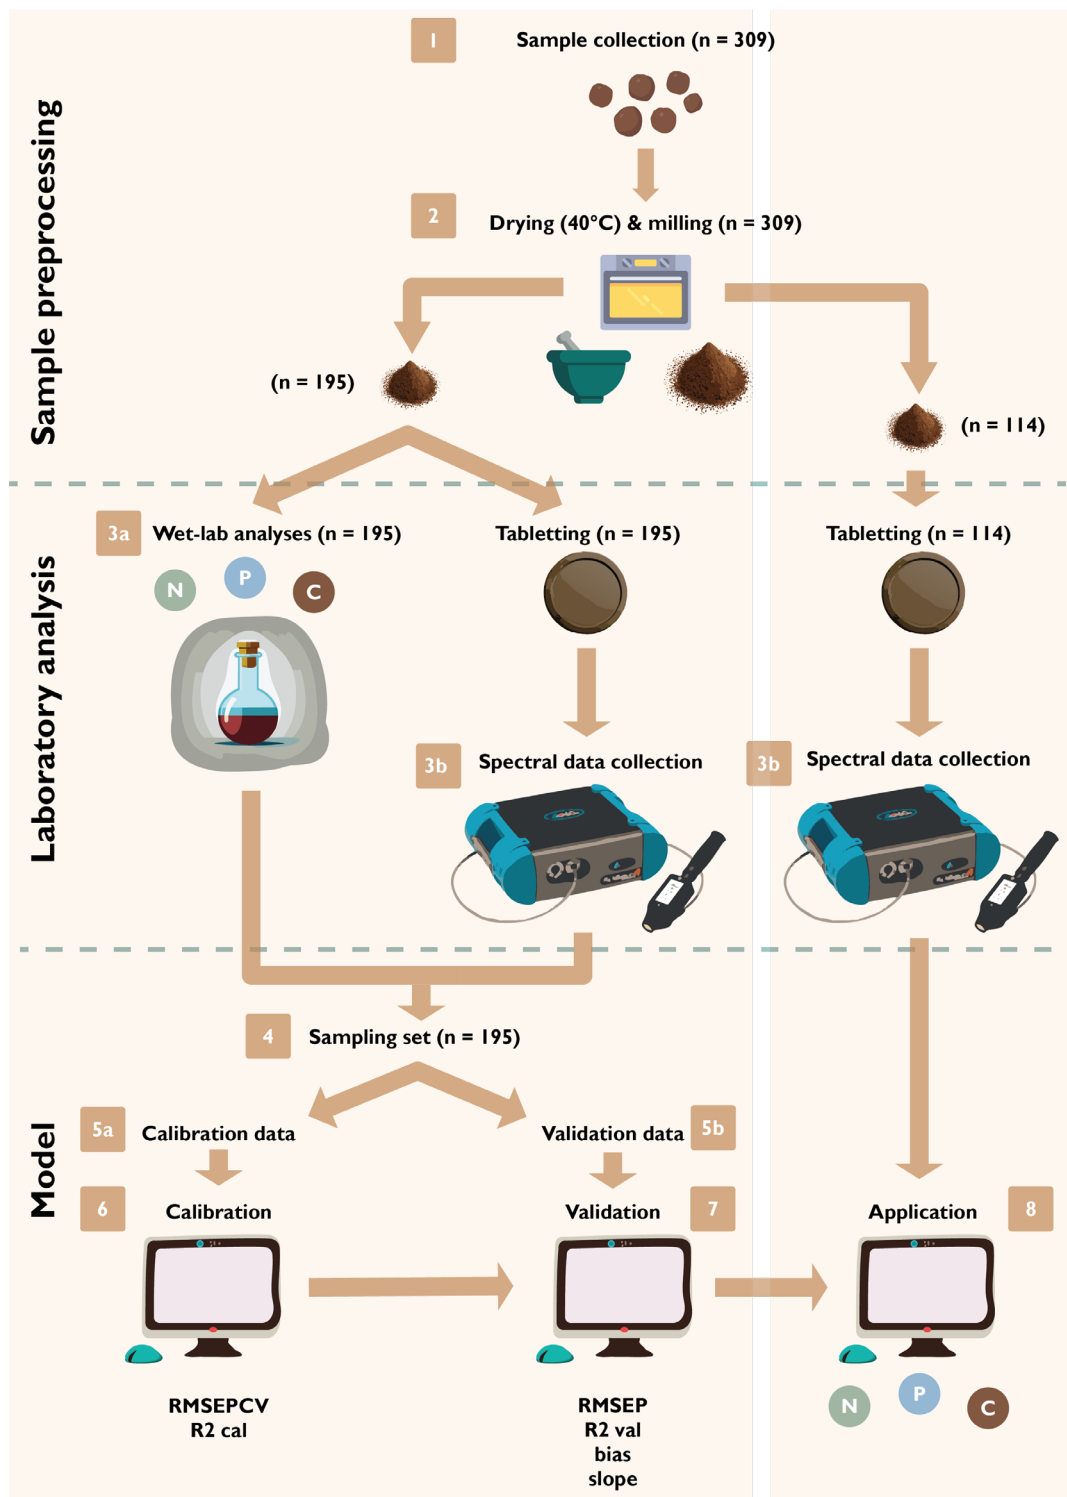 1
Sample collection (n = 309)
Sample preprocessing
2
Drying (40°C) & milling (n = 309)
(n = 195)
(n = 114)
Laboratory analysis
3a
Wet-lab analyses (n = 195)
N
P
C
Tabletting (n = 195)
Tabletting (n = 114)
3b
Spectral data collection
3b
Spectral data collection
Model
4
Sampling set (n = 195)
5a
Calibration data
Validation data
5b
6
Calibration
Validation
7
Application
8
RMSEPCV
R2 cal
RMSEP
R2 val
bias
slope
N
P
C